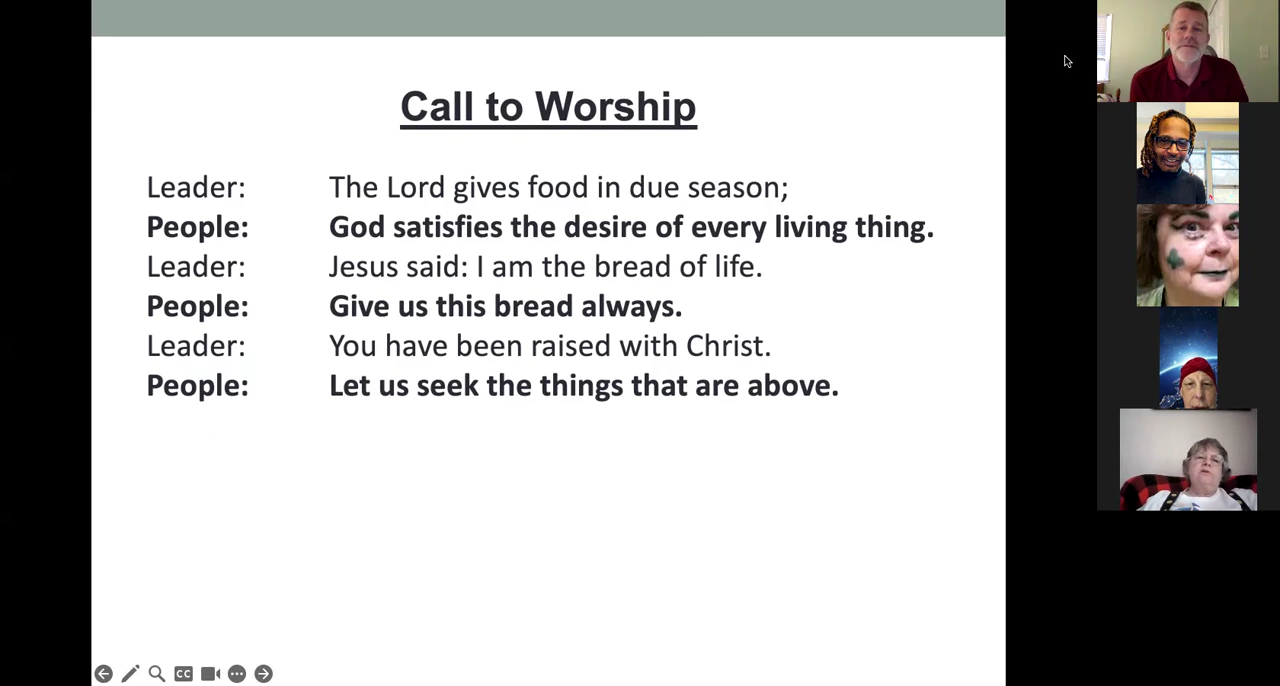 Call to Worship
Leader: The Lord gives food in due season;
People: God satisfies the desire of every living thing.
Leader: Jesus said: I am the bread of life.
People: Give us this bread always.
Leader: You have been raised with Christ.
People: Let us seek the things that are above.
CC